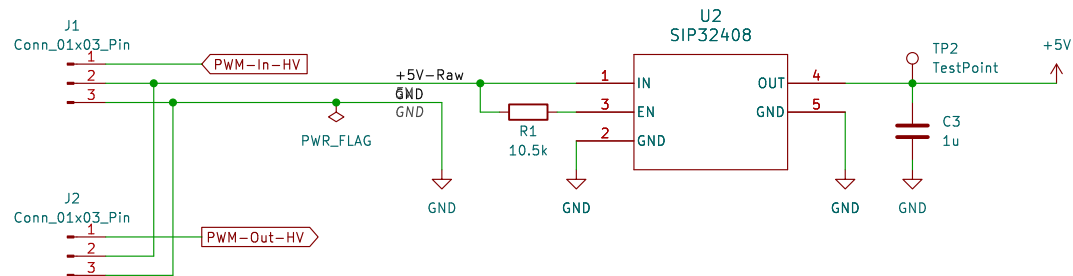 J1
Conn_01x03_Pin
1
2
3
PWM-In-HV
+5V-Raw
GND
GND
PWR_FLAG
GND
R1
10.5k
U2
SIP32408
1
IN
3
EN
2
GND
OUT
4
GND
5
GND
GND
TP2
TestPoint
+5V
C3
1u
GND
J2
Conn_01x03_Pin
1
2
3
PWM-Out-HV